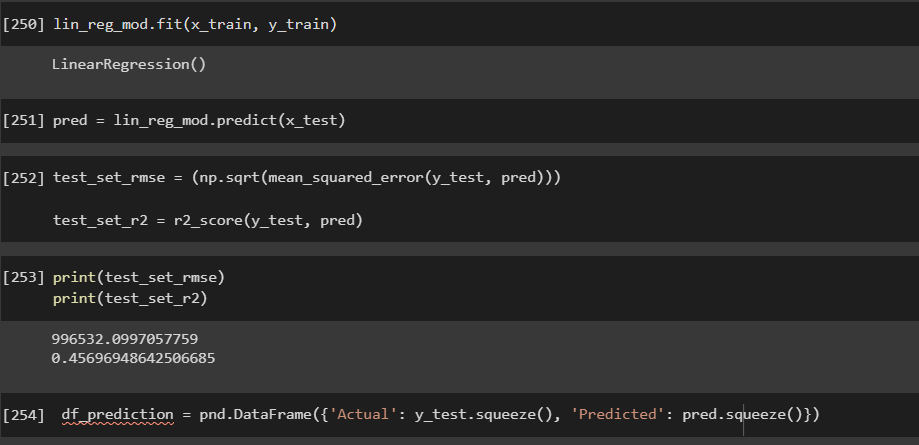 [250] lin_reg_mod.fit(x_train, y_train)
LinearRegression()
[251] pred = lin_reg_mod.predict(x_test)
[252] test_set_rmse = (np.sqrt(mean_squared_error(y_test, pred)))
test_set_r2 = r2_score(y_test, pred)
[253] print(test_set_rmse)
print(test_set_r2)
996532.0997057759
0.45696948642506685
[254] df_prediction = pnd.DataFrame({'Actual': y_test.squeeze(), 'Predicted': pred.squeeze()})